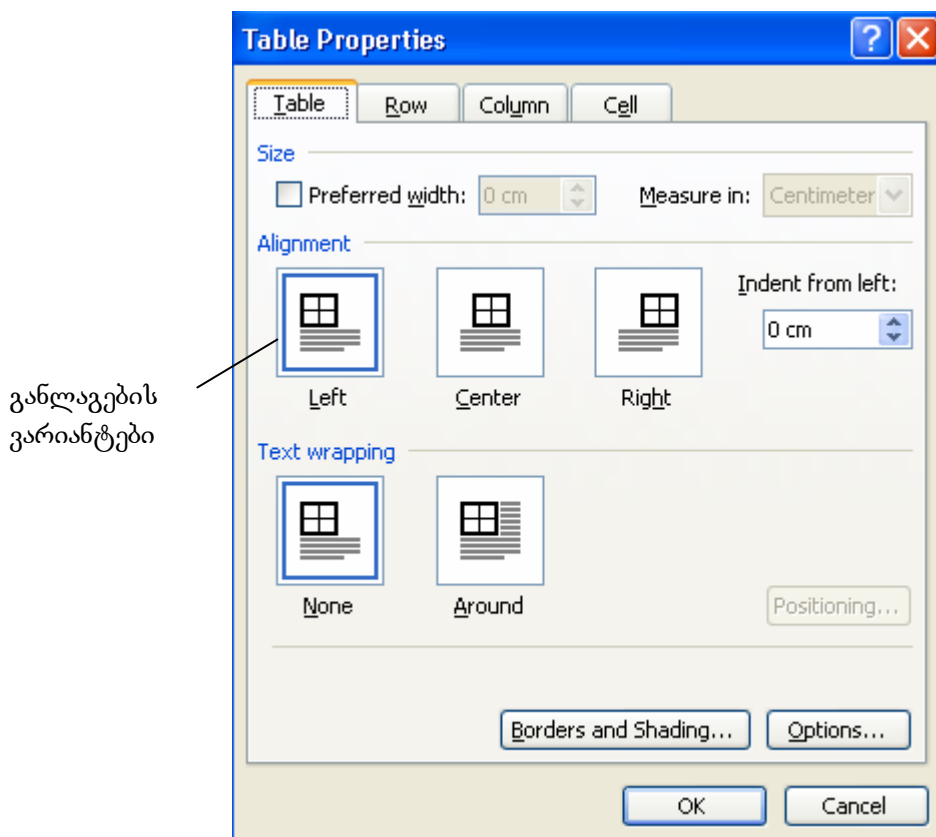 Table Properties
Table Row Column Cell
Size
Preferred width: 0 cm Measure in: Centimeter
Alignment
Indent from left:
0 cm
Left Center Right
განლაგების
ვარიანტები
Text wrapping
None Around
Positioning...
Borders and Shading... Options...
OK Cancel